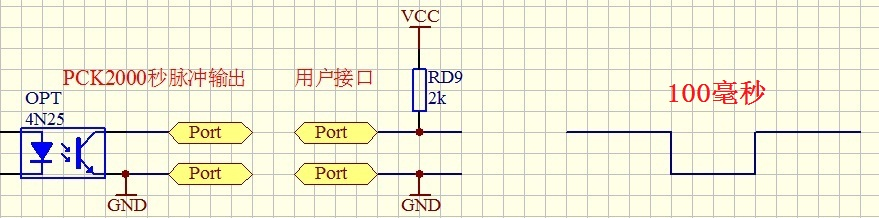 VCC
PCK2000秒脉冲输出
用户接口
RD9
2k
100毫秒
OPT
4N25
Port
Port
Port
Port
GND
GND